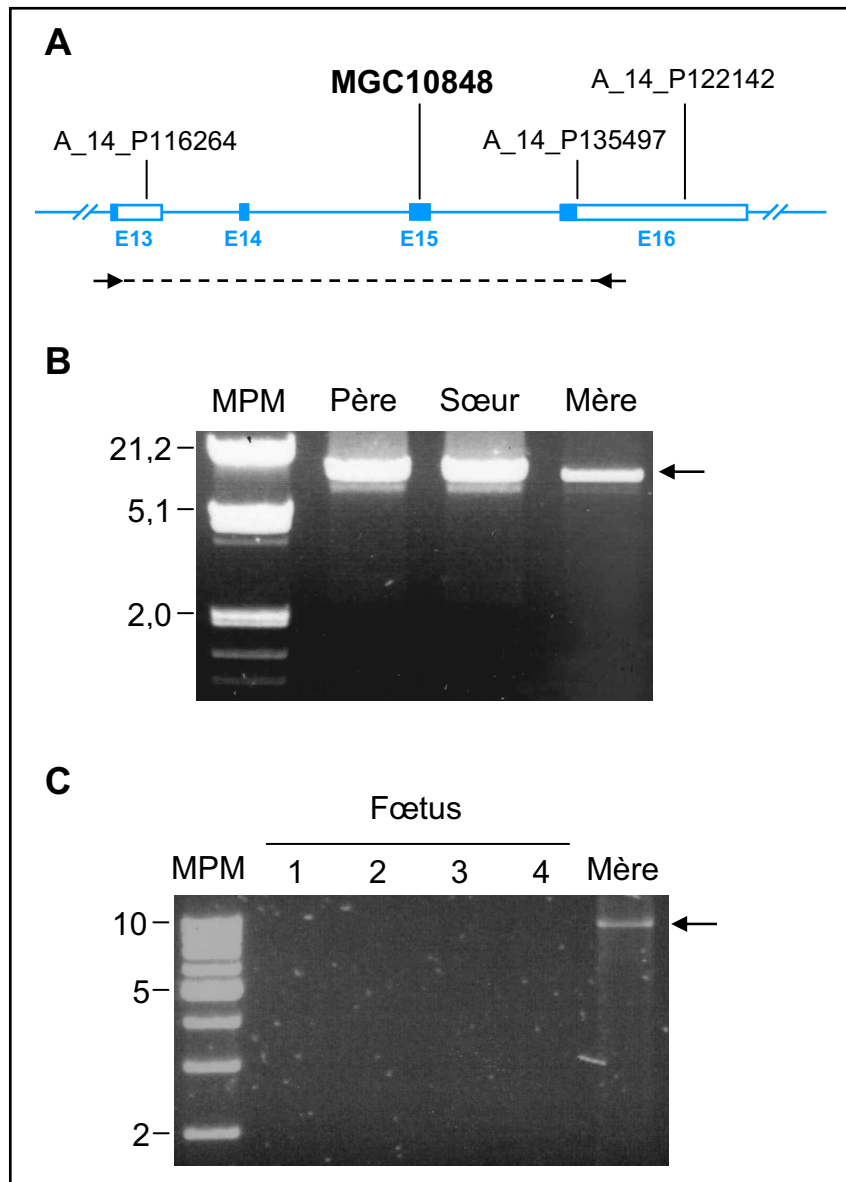 A
MGC10848
A_14_P122142
A_14_P116264
A_14_P135497
E13 E14 E15 E16
B
MPM Père Sœur Mère
21,2
5,1
2,0
C
Fœtus
MPM 1 2 3 4 Mère
10
5
2